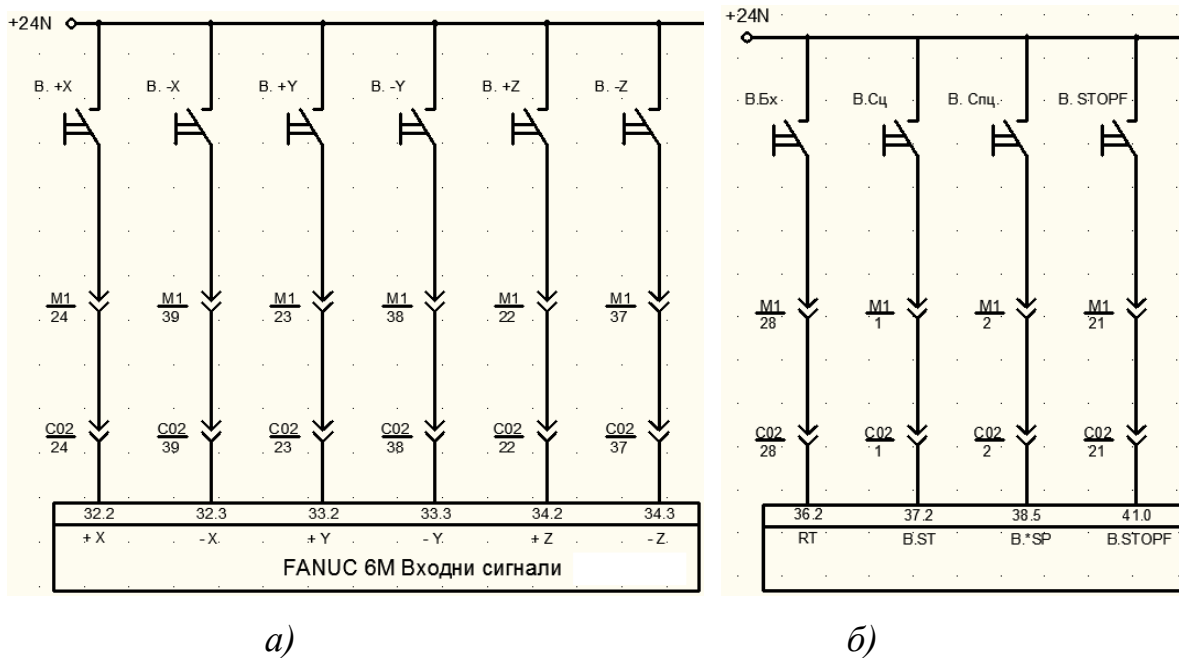 +24N
B. +X B. -X B. +Y B. -Y B. +Z B. -Z
M1 M1 M1 M1 M1 M1
24 39 23 38 22 37
C02 C02 C02 C02 C02 C02
24 39 23 38 22 37
32.2 32.3 33.2 33.3 34.2 34.3
+ X - X + Y - Y + Z - Z
FANUC 6M Входни сигнали
а)
+24N
В.Бх В.Сц В. Спц. B. STOPF
M1 M1 M1 M1
28 1 2 21
C02 C02 C02 C02
28 1 2 21
36.2 37.2 38.5 41.0
RT B.ST B.*SP B.STOPF
б)